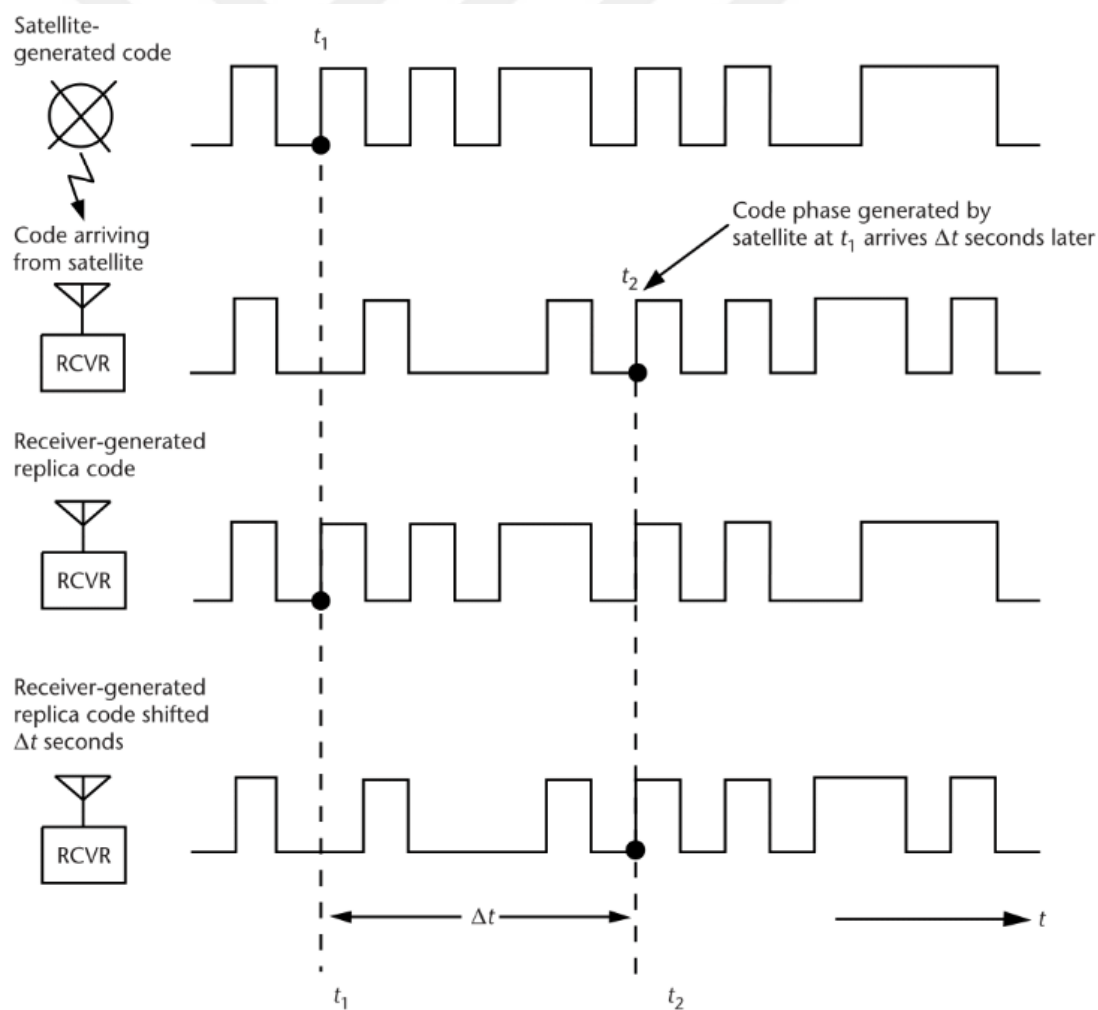 Satellite-
generated code
t₁
Code arriving
from satellite
Code phase generated by
satellite at t₁ arrives Δt seconds later
t₂
RCVR
Receiver-generated
replica code
RCVR
Receiver-generated
replica code shifted
Δt seconds
RCVR
Δt
t
t₁
t₂